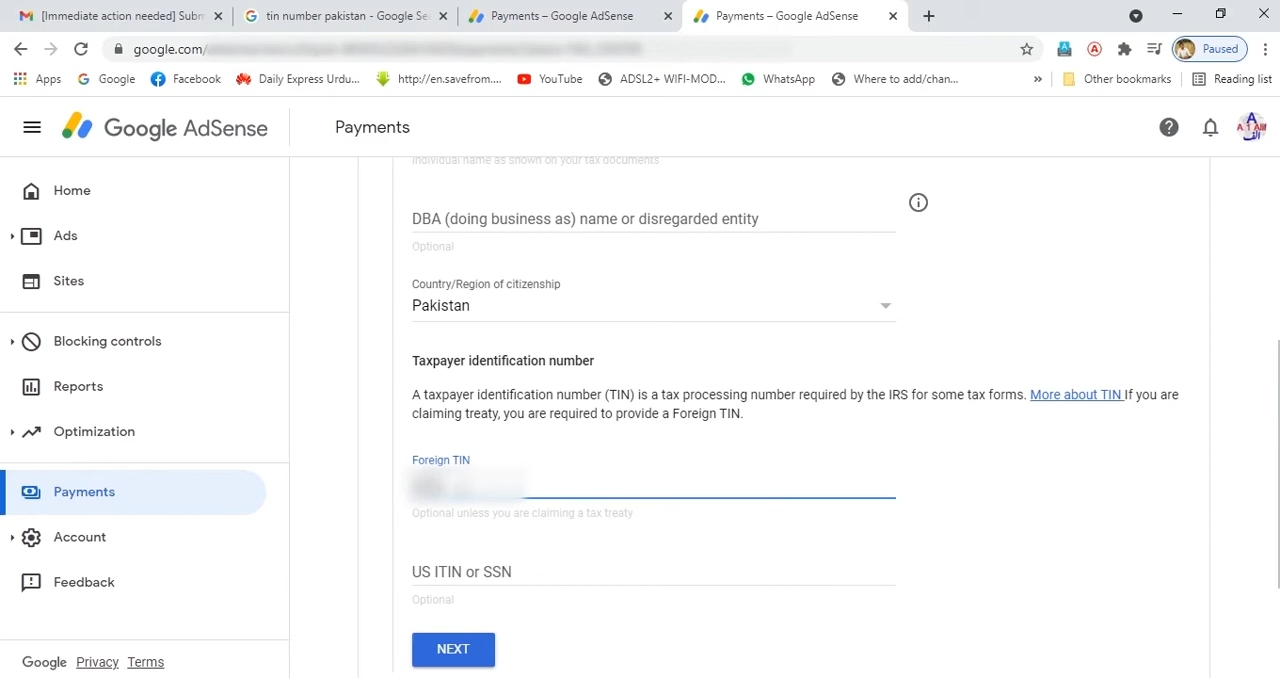 [Immediate action needed] Subm
tin number pakistan - Google Se
Payments – Google AdSense
Payments – Google AdSense
google.com/
Paused
Apps
Google
Facebook
Daily Express Urdu...
http://en.savefrom....
YouTube
ADSL2+ WIFI-MOD...
WhatsApp
Where to add/chan...
»
Other bookmarks
Reading list
Google AdSense
Payments
Home
Ads
Sites
Blocking controls
Reports
Optimization
Payments
Account
Feedback
Google Privacy Terms
Individual name as shown on your tax documents
DBA (doing business as) name or disregarded entity
Optional
Country/Region of citizenship
Pakistan
Taxpayer identification number
A taxpayer identification number (TIN) is a tax processing number required by the IRS for some tax forms. More about TIN If you are
claiming treaty, you are required to provide a Foreign TIN.
Foreign TIN
Optional unless you are claiming a tax treaty
US ITIN or SSN
Optional
NEXT